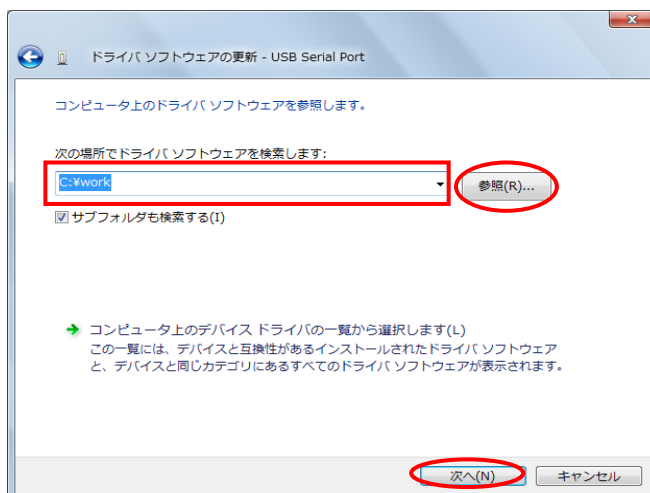 ドライバ ソフトウェアの更新 - USB Serial Port
コンピュータ上のドライバ ソフトウェアを参照します。
次の場所でドライバ ソフトウェアを検索します:
C:¥work
参照(R)...
サブフォルダも検索する(I)
コンピュータ上のデバイス ドライバの一覧から選択します(L)
この一覧には、デバイスと互換性があるインストールされたドライバ ソフトウェア
と、デバイスと同じカテゴリにあるすべてのドライバ ソフトウェアが表示されます。
次へ(N)
キャンセル